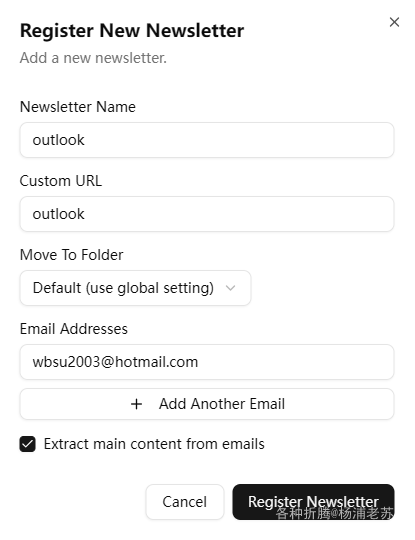 Register New Newsletter
Add a new newsletter.
Newsletter Name
outlook
Custom URL
outlook
Move To Folder
Default (use global setting)
Email Addresses
wbsu2003@hotmail.com
+ Add Another Email
Extract main content from emails
Cancel
Register Newsletter
各种折腾@杨浦老苏